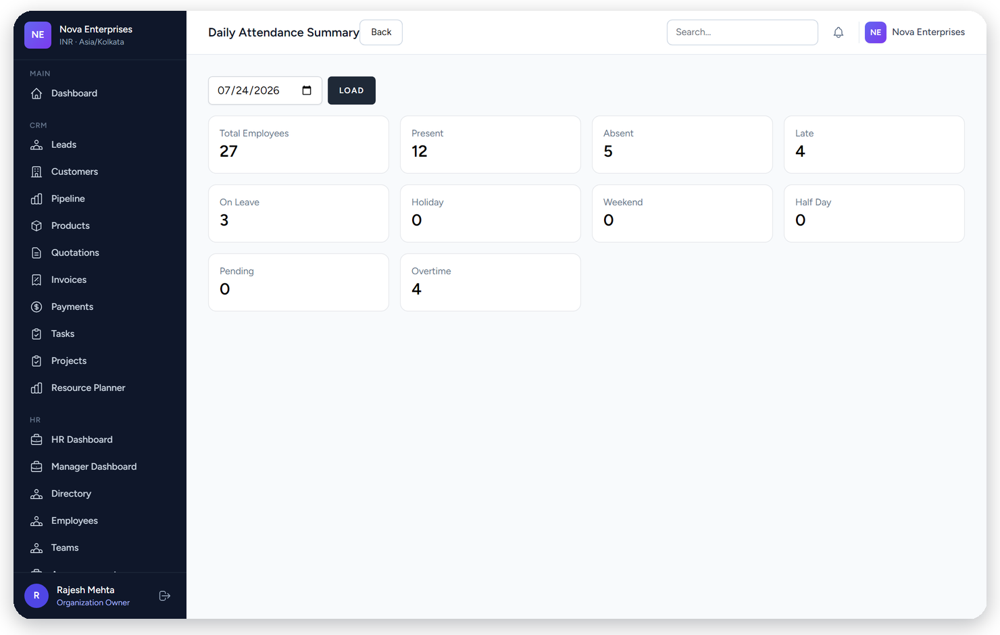 NE
Nova Enterprises
INR · Asia/Kolkata
MAIN
Dashboard
CRM
Leads
Customers
Pipeline
Products
Quotations
Invoices
Payments
Tasks
Projects
Resource Planner
HR
HR Dashboard
Manager Dashboard
Directory
Employees
Teams
R
Rajesh Mehta
Organization Owner
Daily Attendance Summary
Back
Search...
NE
Nova Enterprises
07/24/2026
LOAD
Total Employees
27
Present
12
Absent
5
Late
4
On Leave
3
Holiday
0
Weekend
0
Half Day
0
Pending
0
Overtime
4